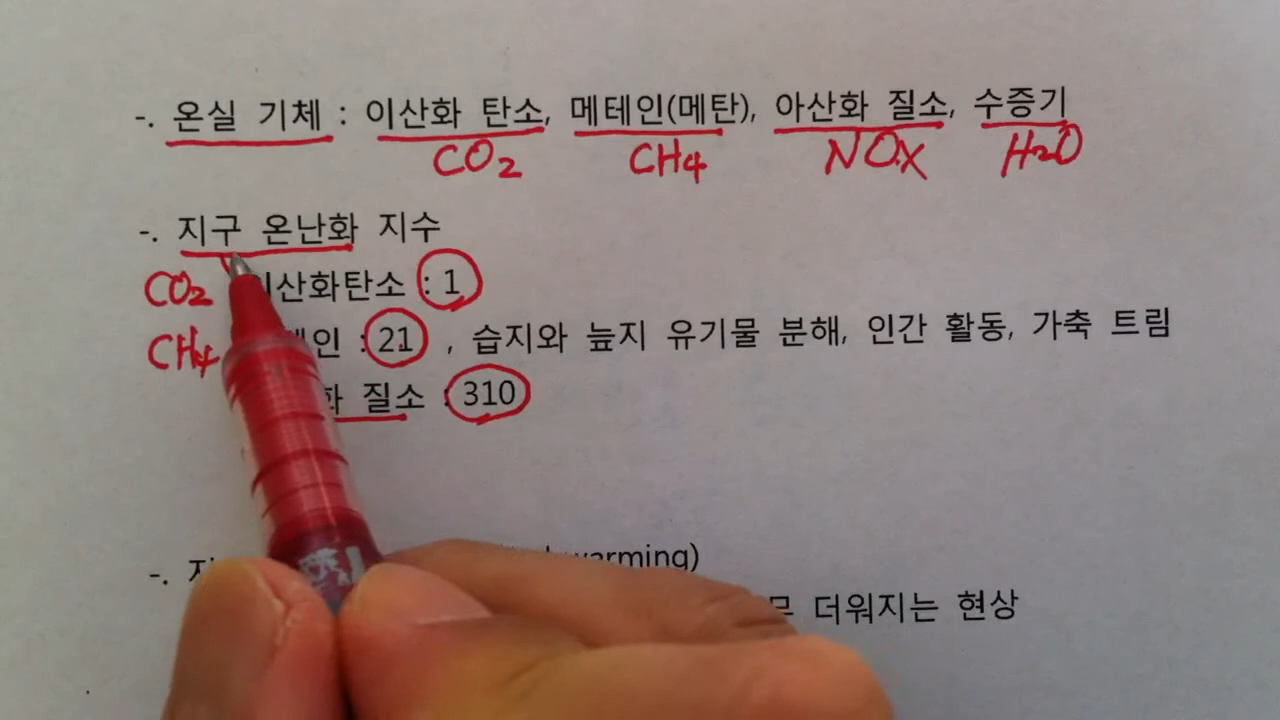 -. 온실 기체 : 이산화 탄소, 메테인(메탄), 아산화 질소, 수증기
CO₂ CH₄ NOx H₂O
-. 지구 온난화 지수
CO₂ 이산화탄소 : 1
CH₄ 인 : 21 , 습지와 늪지 유기물 분해, 인간 활동, 가축 트림
화 질소 : 310
-. warming)
더워지는 현상